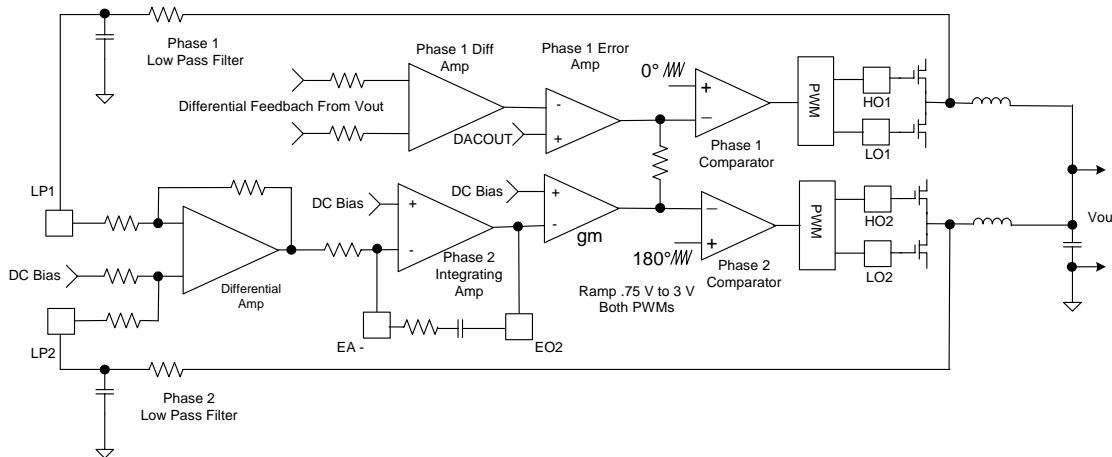 Phase 1
Low Pass Filter
Phase 1 Diff
Amp
Phase 1 Error
Amp
0°
+
−
PWM
HO1
LO1
Differential Feedbach From Vout
-
+
DACOUT
Phase 1
Comparator
LP1
DC Bias
+
-
DC Bias
+
-
gm
−
+
180°
PWM
HO2
LO2
Vou
DC Bias
Differential
Amp
Phase 2
Integrating
Amp
Phase 2
Comparator
Ramp .75 V to 3 V
Both PWMs
LP2
EA -
EO2
Phase 2
Low Pass Filter